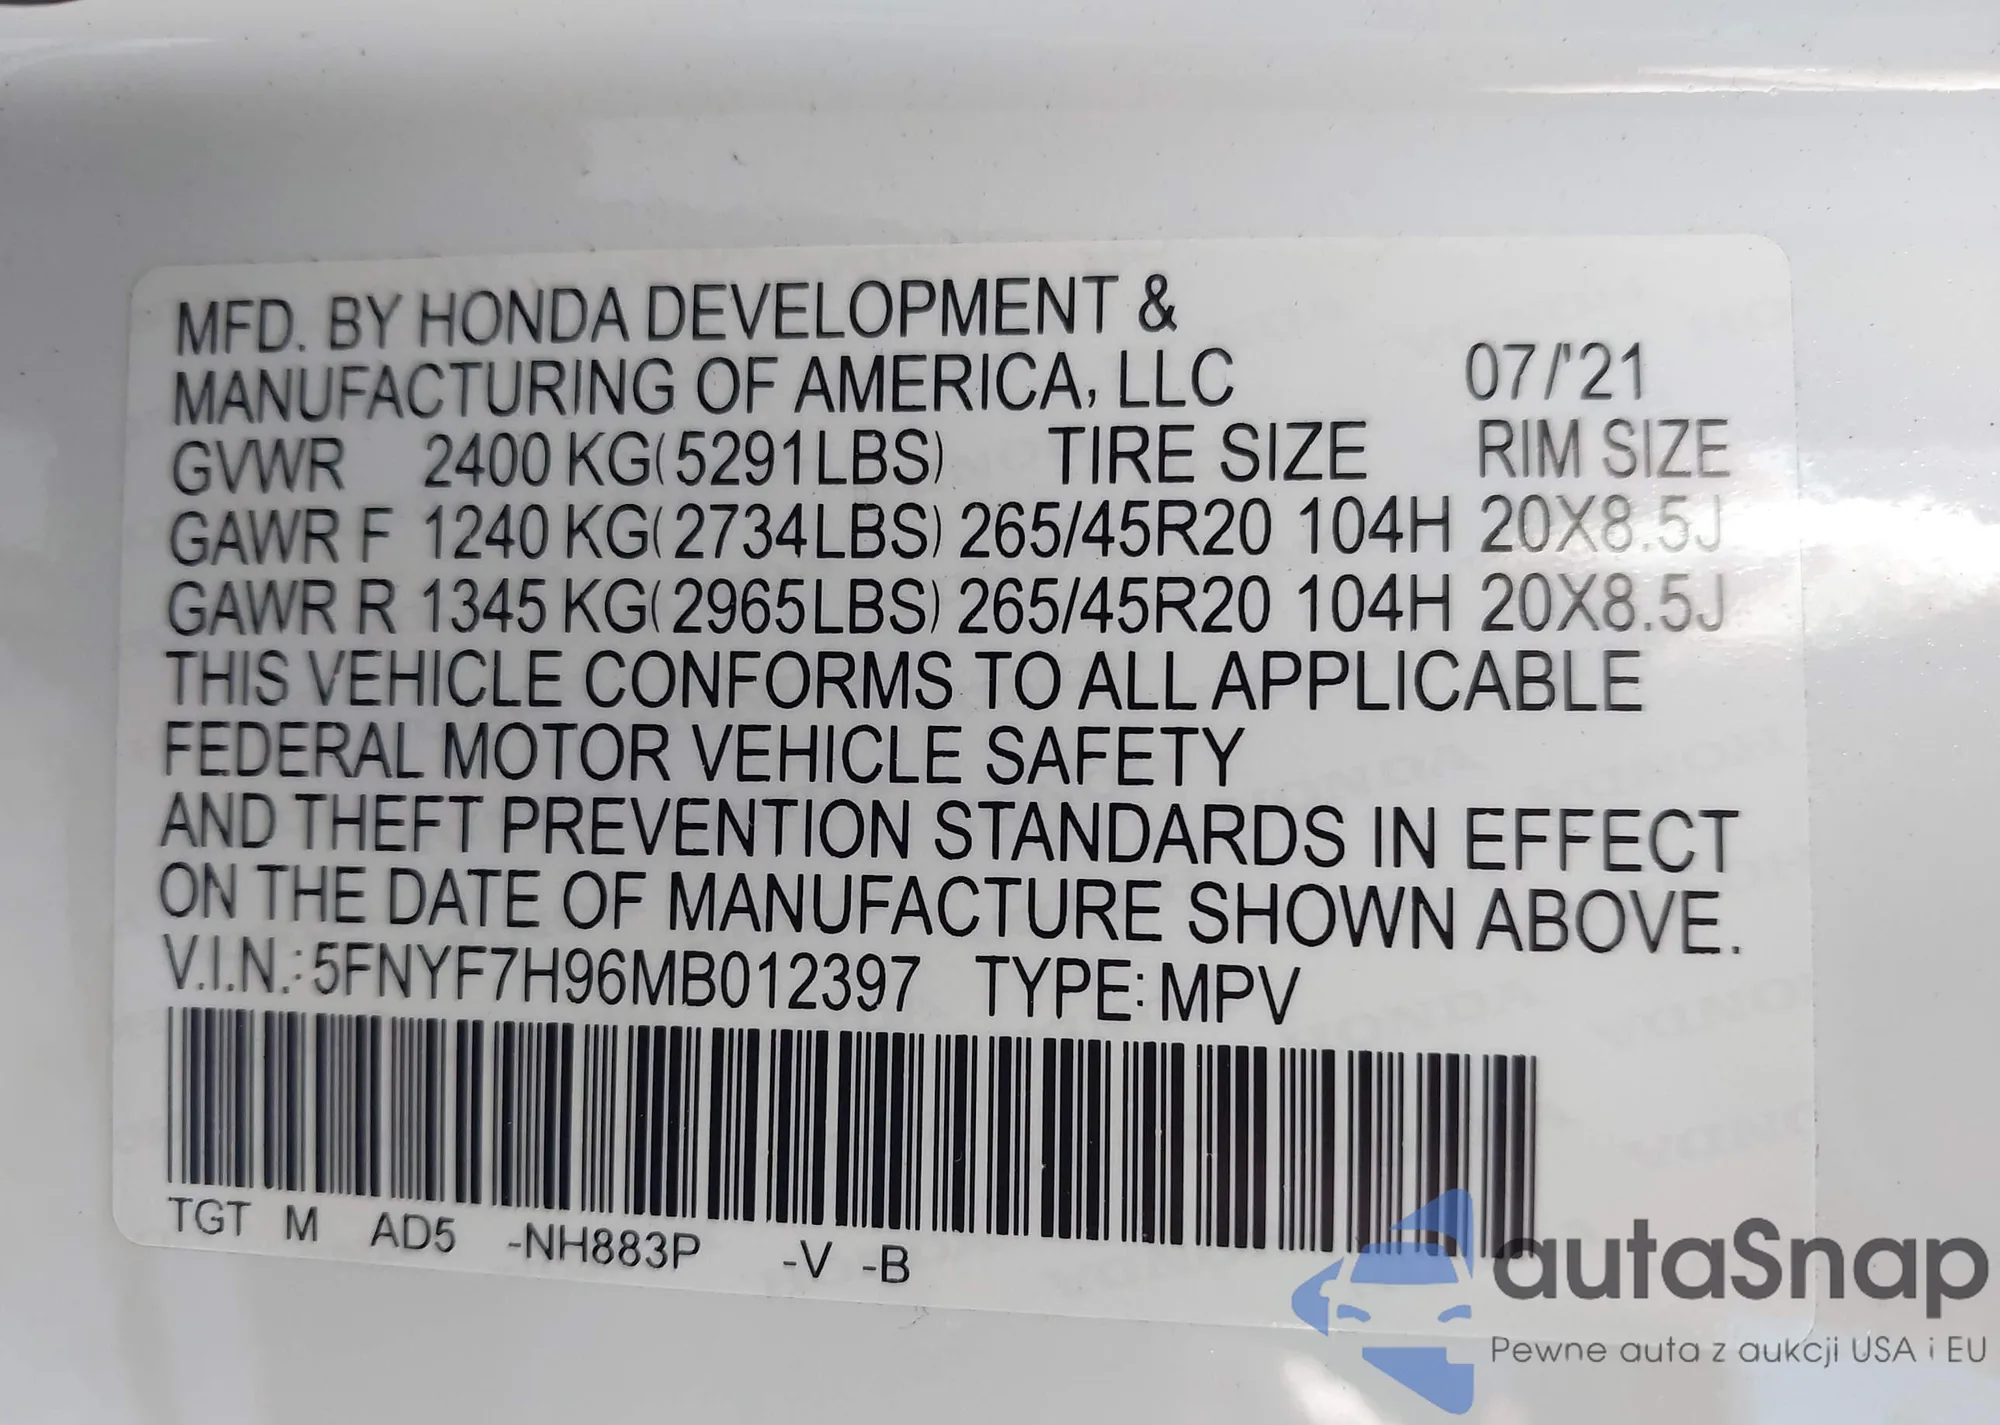 MFD. BY HONDA DEVELOPMENT &
MANUFACTURING OF AMERICA, LLC 07/'21
GVWR 2400 KG(5291LBS) TIRE SIZE RIM SIZE
GAWR F 1240 KG(2734LBS) 265/45R20 104H 20X8.5J
GAWR R 1345 KG(2965LBS) 265/45R20 104H 20X8.5J
THIS VEHICLE CONFORMS TO ALL APPLICABLE
FEDERAL MOTOR VEHICLE SAFETY
AND THEFT PREVENTION STANDARDS IN EFFECT
ON THE DATE OF MANUFACTURE SHOWN ABOVE.
V.I.N.:5FNYF7H96MB012397 TYPE:MPV
TGT M AD5 -NH883P -V -B
autaSnap
Pewne auta z aukcji USA i EU